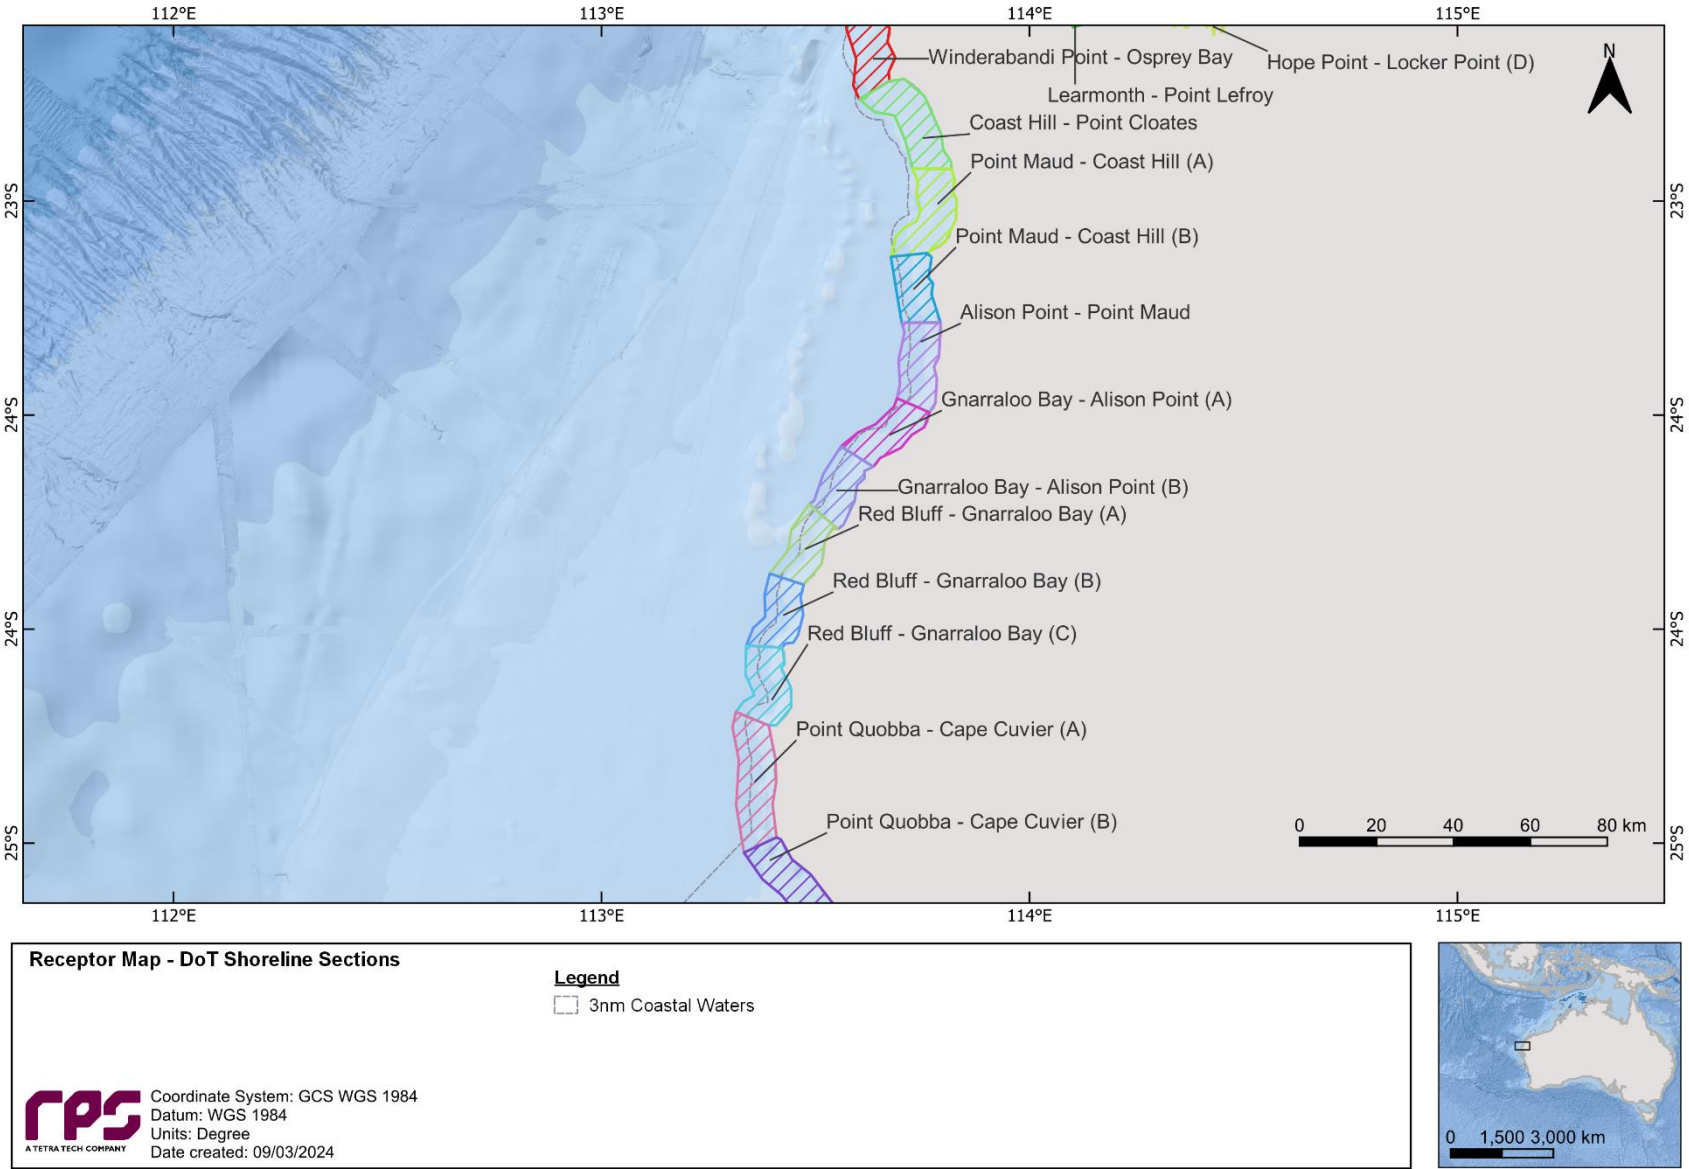 112°E 113°E 114°E 115°E
Winderabandi Point - Osprey Bay
Hope Point - Locker Point (D)
N
Learmonth - Point Lefroy
Coast Hill - Point Cloates
Point Maud - Coast Hill (A)
23°S 23°S
Point Maud - Coast Hill (B)
Alison Point - Point Maud
Gnarraloo Bay - Alison Point (A)
24°S 24°S
Gnarraloo Bay - Alison Point (B)
Red Bluff - Gnarraloo Bay (A)
Red Bluff - Gnarraloo Bay (B)
24°S 24°S
Red Bluff - Gnarraloo Bay (C)
Point Quobba - Cape Cuvier (A)
Point Quobba - Cape Cuvier (B)
0 20 40 60 80 km
25°S 25°S
112°E 113°E 114°E 115°E
Receptor Map - DoT Shoreline Sections
Legend
3nm Coastal Waters
rps
A TETRA TECH COMPANY
Coordinate System: GCS WGS 1984
Datum: WGS 1984
Units: Degree
Date created: 09/03/2024
0 1,500 3,000 km